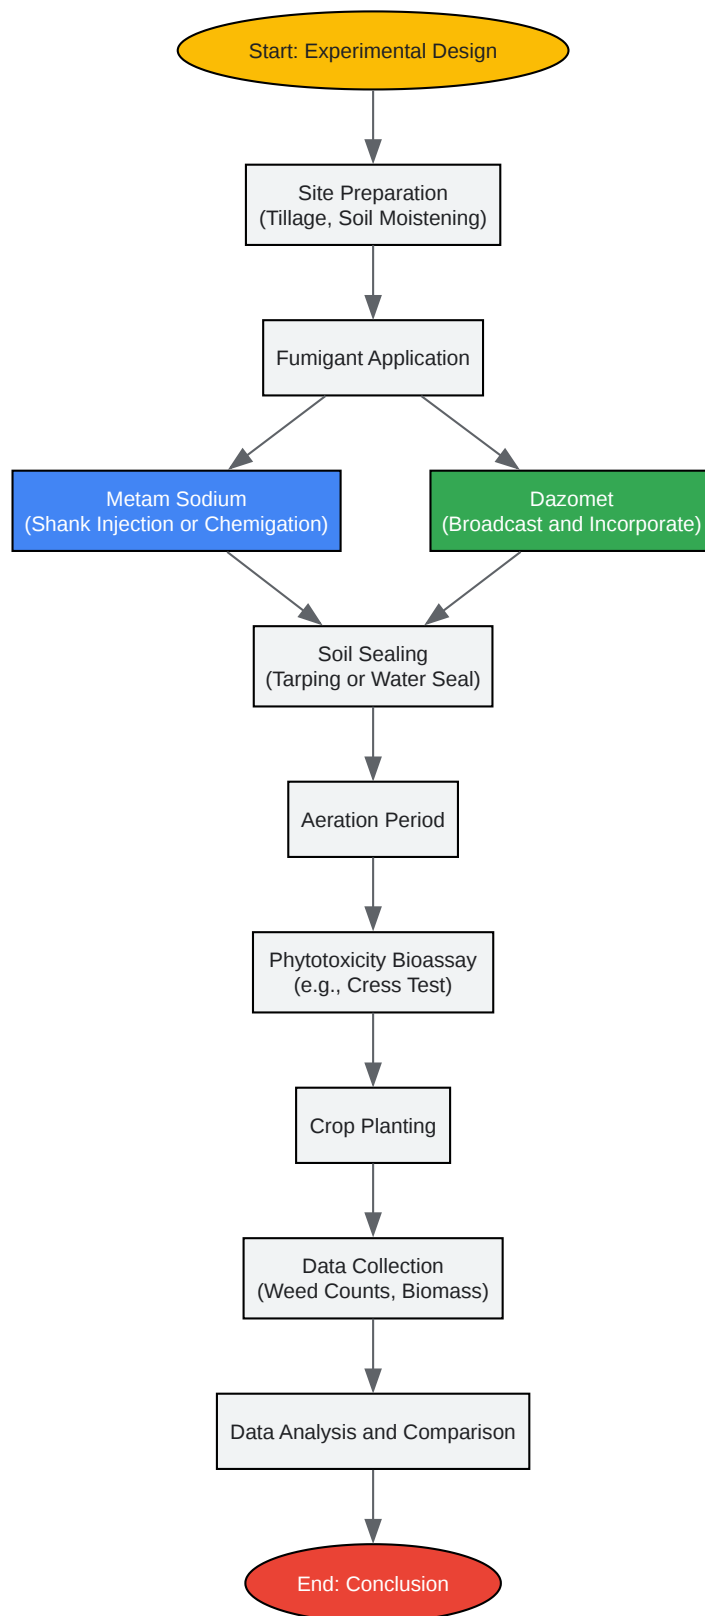 Start: Experimental Design
Site Preparation
(Tillage, Soil Moistening)
Fumigant Application
Metam Sodium
(Shank Injection or Chemigation)
Dazomet
(Broadcast and Incorporate)
Soil Sealing
(Tarping or Water Seal)
Aeration Period
Phytotoxicity Bioassay
(e.g., Cress Test)
Crop Planting
Data Collection
(Weed Counts, Biomass)
Data Analysis and Comparison
End: Conclusion